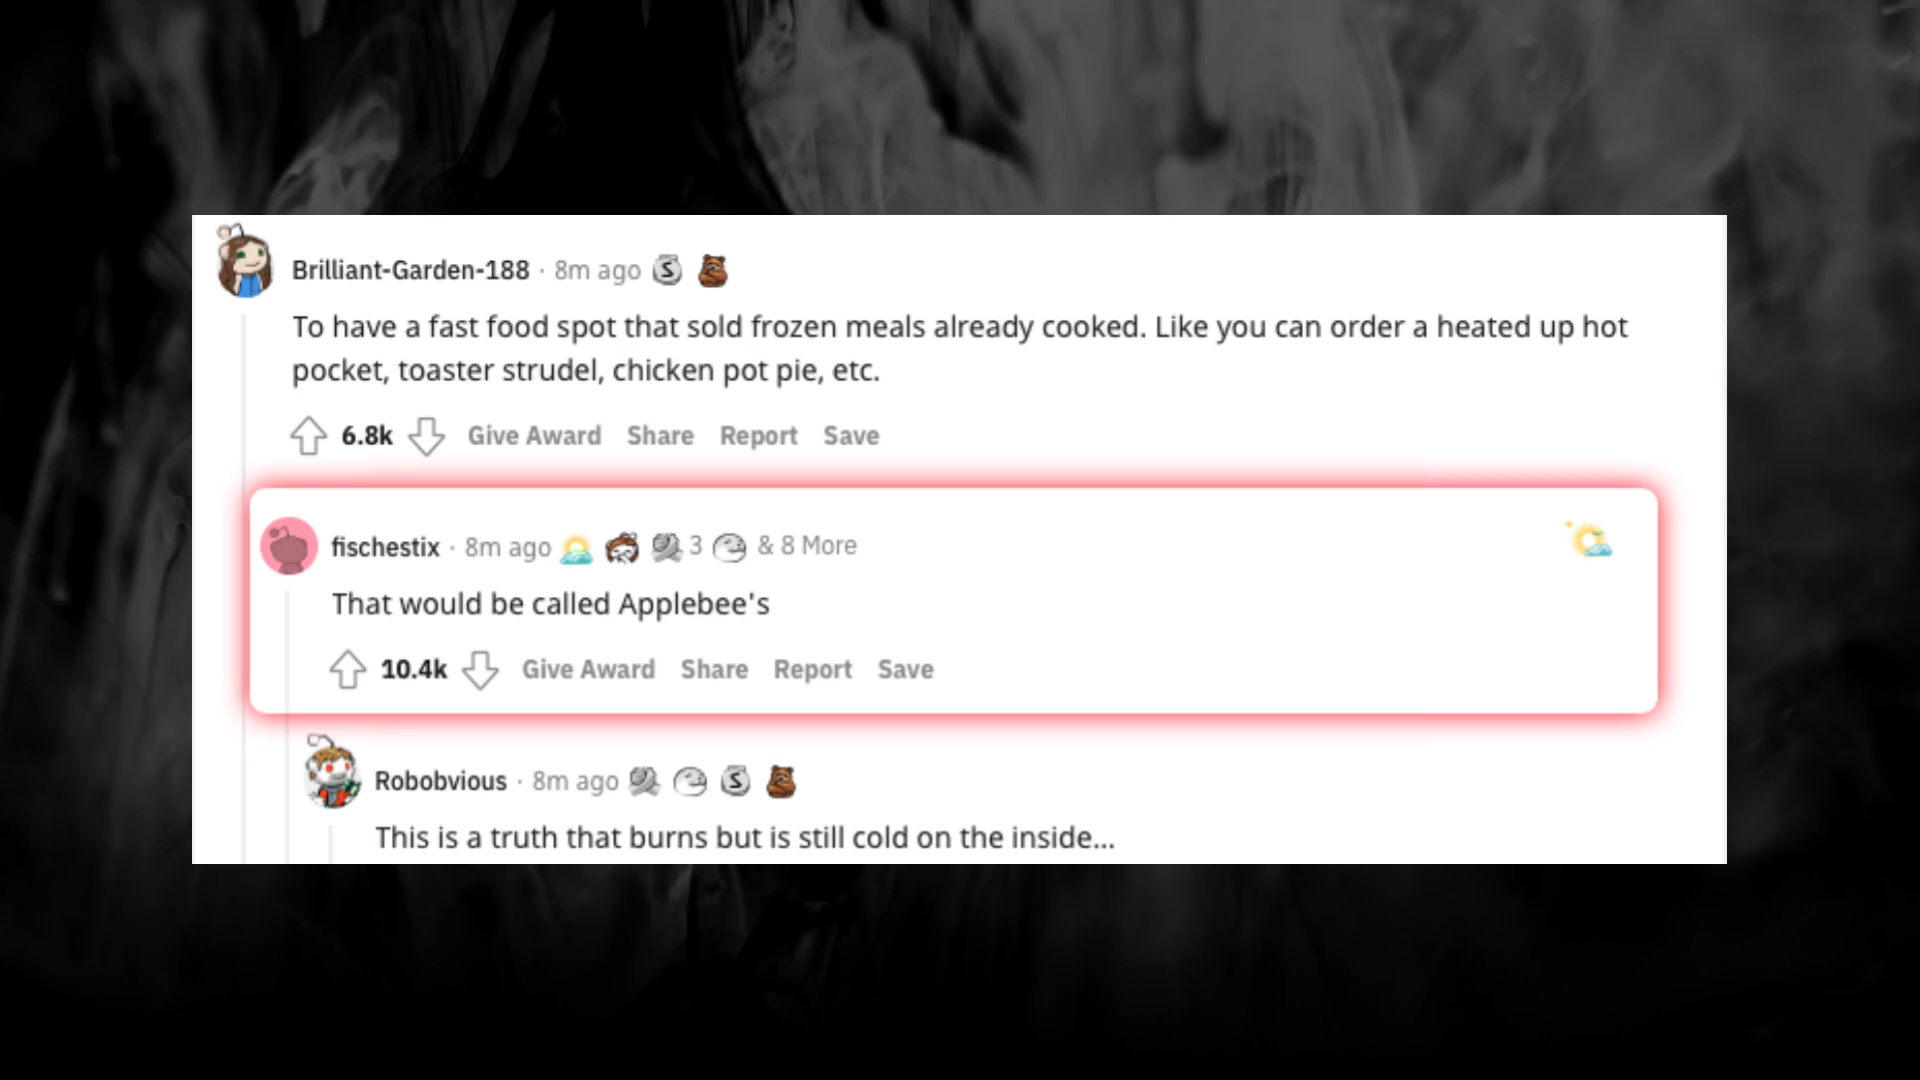 Brilliant-Garden-188 · 8m ago S
To have a fast food spot that sold frozen meals already cooked. Like you can order a heated up hot
pocket, toaster strudel, chicken pot pie, etc.
6.8k Give Award Share Report Save
fischestix · 8m ago 3 & 8 More
That would be called Applebee's
10.4k Give Award Share Report Save
Robobvious · 8m ago S
This is a truth that burns but is still cold on the inside...